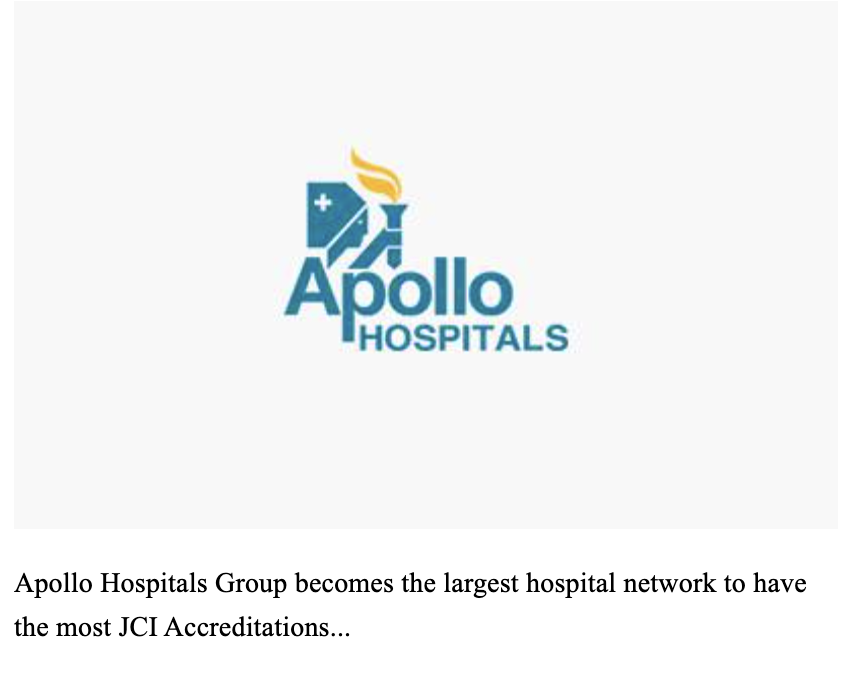 Apollo
HOSPITALS
Apollo Hospitals Group becomes the largest hospital network to have
the most JCI Accreditations...